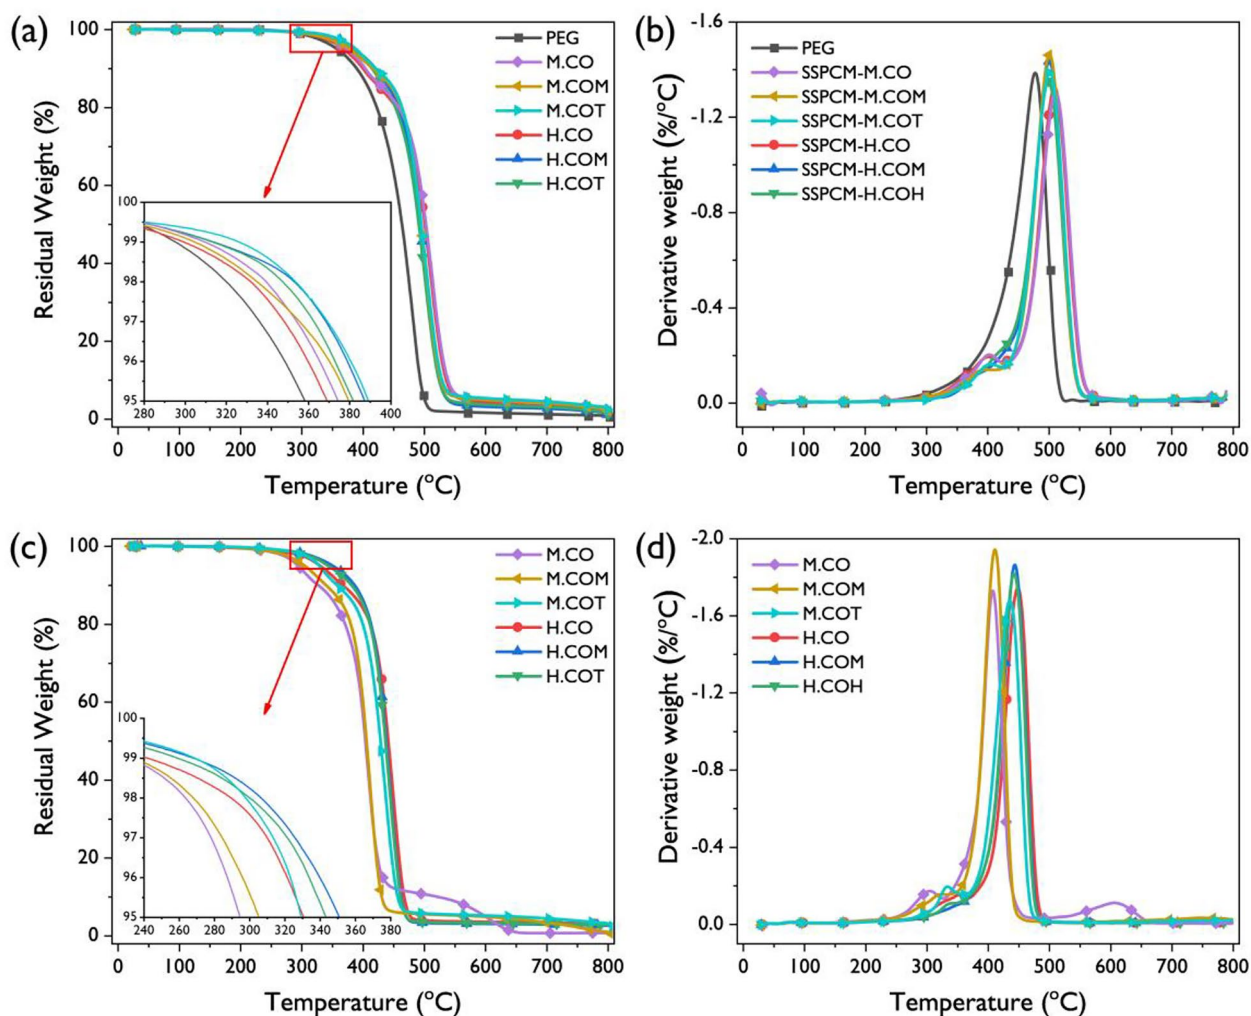 (a)
100
80
60
40
20
0
Residual Weight (%)
PEG
M.CO
M.COM
M.COT
H.CO
H.COM
H.COT
100
99
98
97
96
95
280 300 320 340 360 380 400
0 100 200 300 400 500 600 700 800
Temperature (°C)
(b)
-1.6
-1.2
-0.8
-0.4
0.0
Derivative weight (%/°C)
PEG
SSPCM-M.CO
SSPCM-M.COM
SSPCM-M.COT
SSPCM-H.CO
SSPCM-H.COM
SSPCM-H.COH
0 100 200 300 400 500 600 700 800
Temperature (°C)
(c)
100
80
60
40
20
0
Residual Weight (%)
M.CO
M.COM
M.COT
H.CO
H.COM
H.COT
100
99
98
97
96
95
240 260 280 300 320 340 360 380
0 100 200 300 400 500 600 700 800
Temperature (°C)
(d)
-2.0
-1.6
-1.2
-0.8
-0.4
0.0
Derivative weight (%/°C)
M.CO
M.COM
M.COT
H.CO
H.COM
H.COH
0 100 200 300 400 500 600 700 800
Temperature (°C)